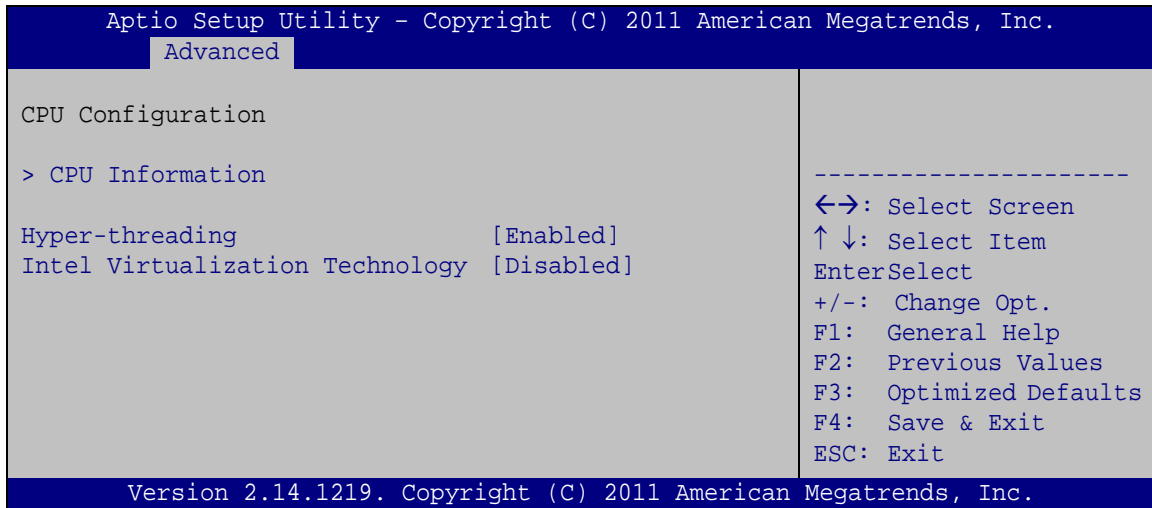 Aptio Setup Utility – Copyright (C) 2011 American Megatrends, Inc.
Advanced
CPU Configuration
> CPU Information
Hyper-threading [Enabled]
Intel Virtualization Technology [Disabled]
----------------------
←→: Select Screen
↑ ↓: Select Item
EnterSelect
+/-: Change Opt.
F1: General Help
F2: Previous Values
F3: Optimized Defaults
F4: Save & Exit
ESC: Exit
Version 2.14.1219. Copyright (C) 2011 American Megatrends, Inc.